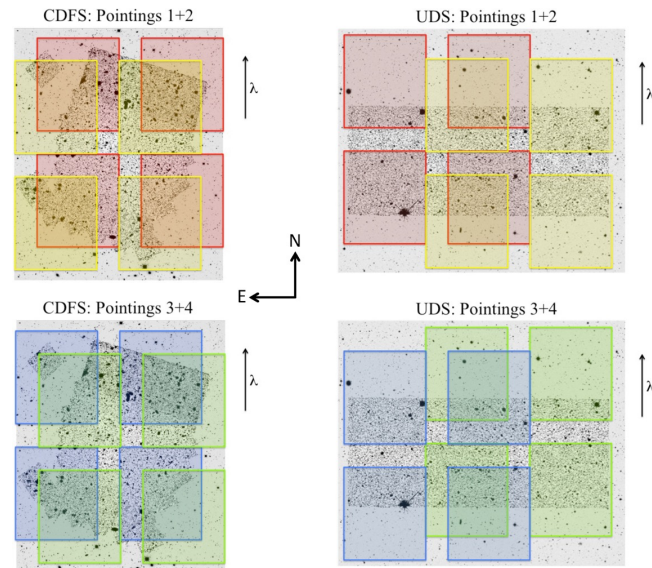 CDFS: Pointings 1+2
UDS: Pointings 1+2
λ
λ
N
E
CDFS: Pointings 3+4
UDS: Pointings 3+4
λ
λ